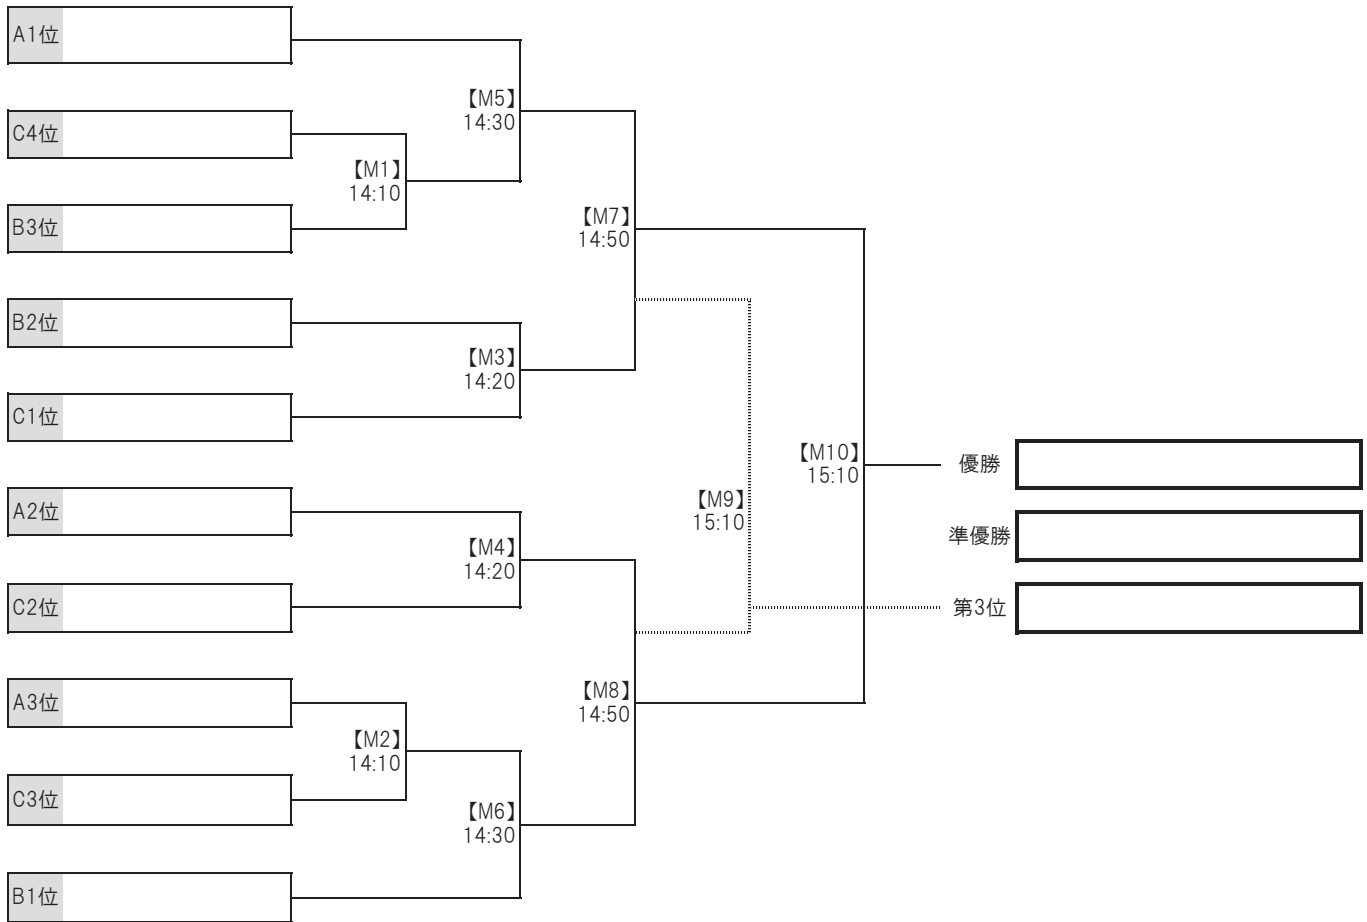 A1位
【M5】
14:30
C4位
【M1】
14:10
B3位
【M7】
14:50
B2位
【M3】
14:20
C1位
【M10】
15:10
優勝
A2位
【M9】
15:10
準優勝
【M4】
14:20
C2位
第3位
A3位
【M8】
14:50
【M2】
14:10
C3位
【M6】
14:30
B1位